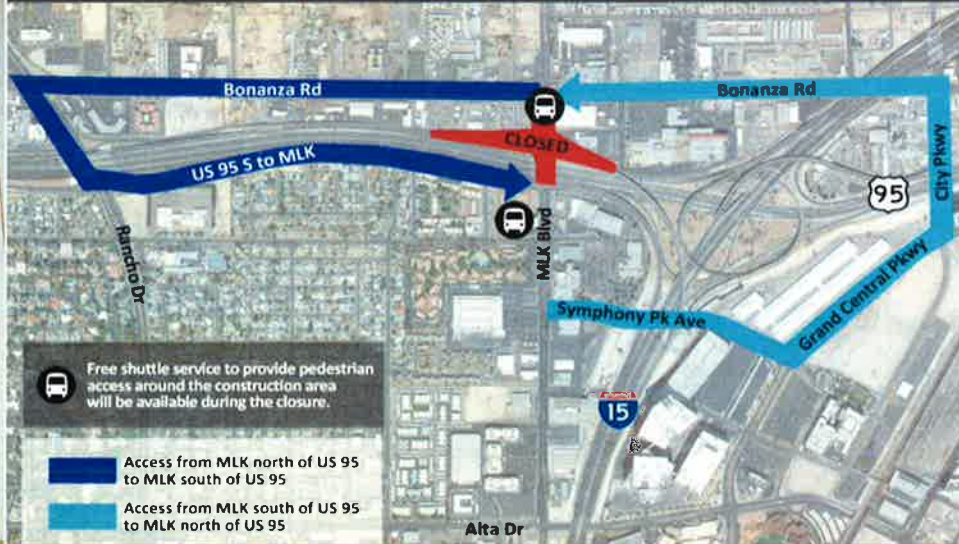 Bonanza Rd
Bonanza Rd
CLOSED
US 95 S to MLK
City Pkwy
95
MLK Blvd
Rancho Dr
Grand Central Pkwy
Symphony Pk Ave
Free shuttle service to provide pedestrian
access around the construction area
will be available during the closure.
15
Access from MLK north of US 95
to MLK south of US 95
Access from MLK south of US 95
to MLK north of US 95
Alta Dr